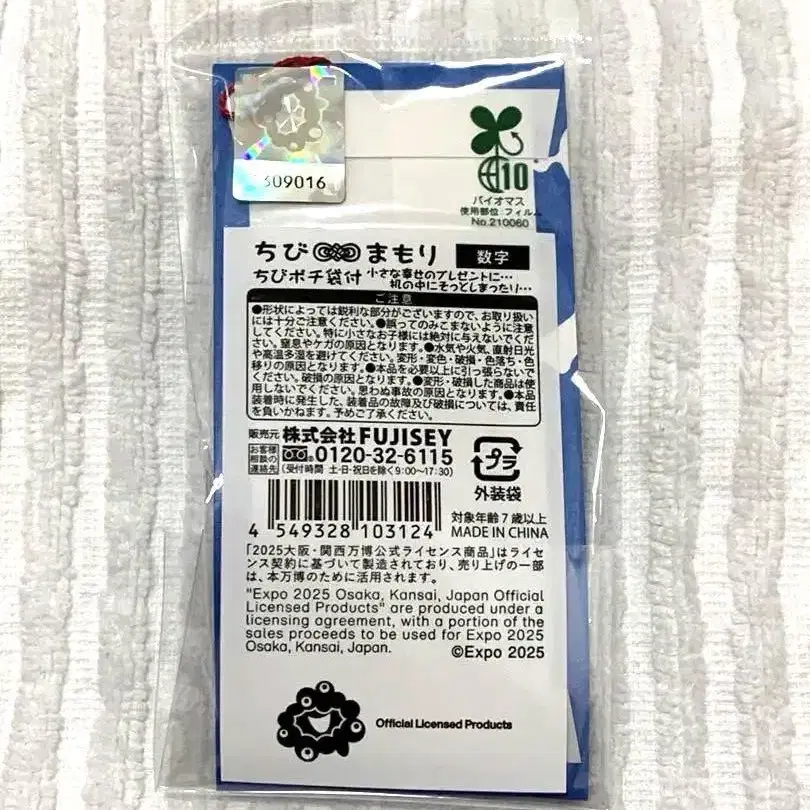 309016
10
バイオマス
使用部位:フィルム
No.210060
ちび まもり 数字
ちびポチ袋付 小さな幸せのプレゼントに…
机の中にそっとしまったり…
ご注意
●形状によっては鋭利な部分がございますので、お取り扱い
には十分ご注意ください。●誤ってのみこまないように注意
してください。特に小さなお子様には絶対に与えないでくださ
い。窒息やケガの原因となります。●水気や火気、直射日光
や高温多湿を避けてください。変形・変色・破損・色落ち・色
移りの原因となります。●本品を必要以上に引っ張らないで
ください。破損の原因となります。●変形・破損した商品は使
用しないでください。思わぬ事故の原因となります。●本品
装着時に発生した、装着品の故障及び破損については、責任
を負いかねます。予めご了承ください。
販売元 株式会社FUJISEY
お客様相談の連絡先 0120-32-6115
(受付時間 土・日・祝日を除く9:00〜17:30)
プラ
外装袋
4 549328 103124
対象年齢7歳以上
MADE IN CHINA
「2025大阪・関西万博公式ライセンス商品」はライセ
ンス契約に基づいて製造されており、売り上げの一部
は、本万博のために活用されます。
"Expo 2025 Osaka, Kansai, Japan Official
Licensed Products" are produced under a
licensing agreement, with a portion of the
sales proceeds to be used for Expo 2025
Osaka, Kansai, Japan.
©Expo 2025
Official Licensed Products